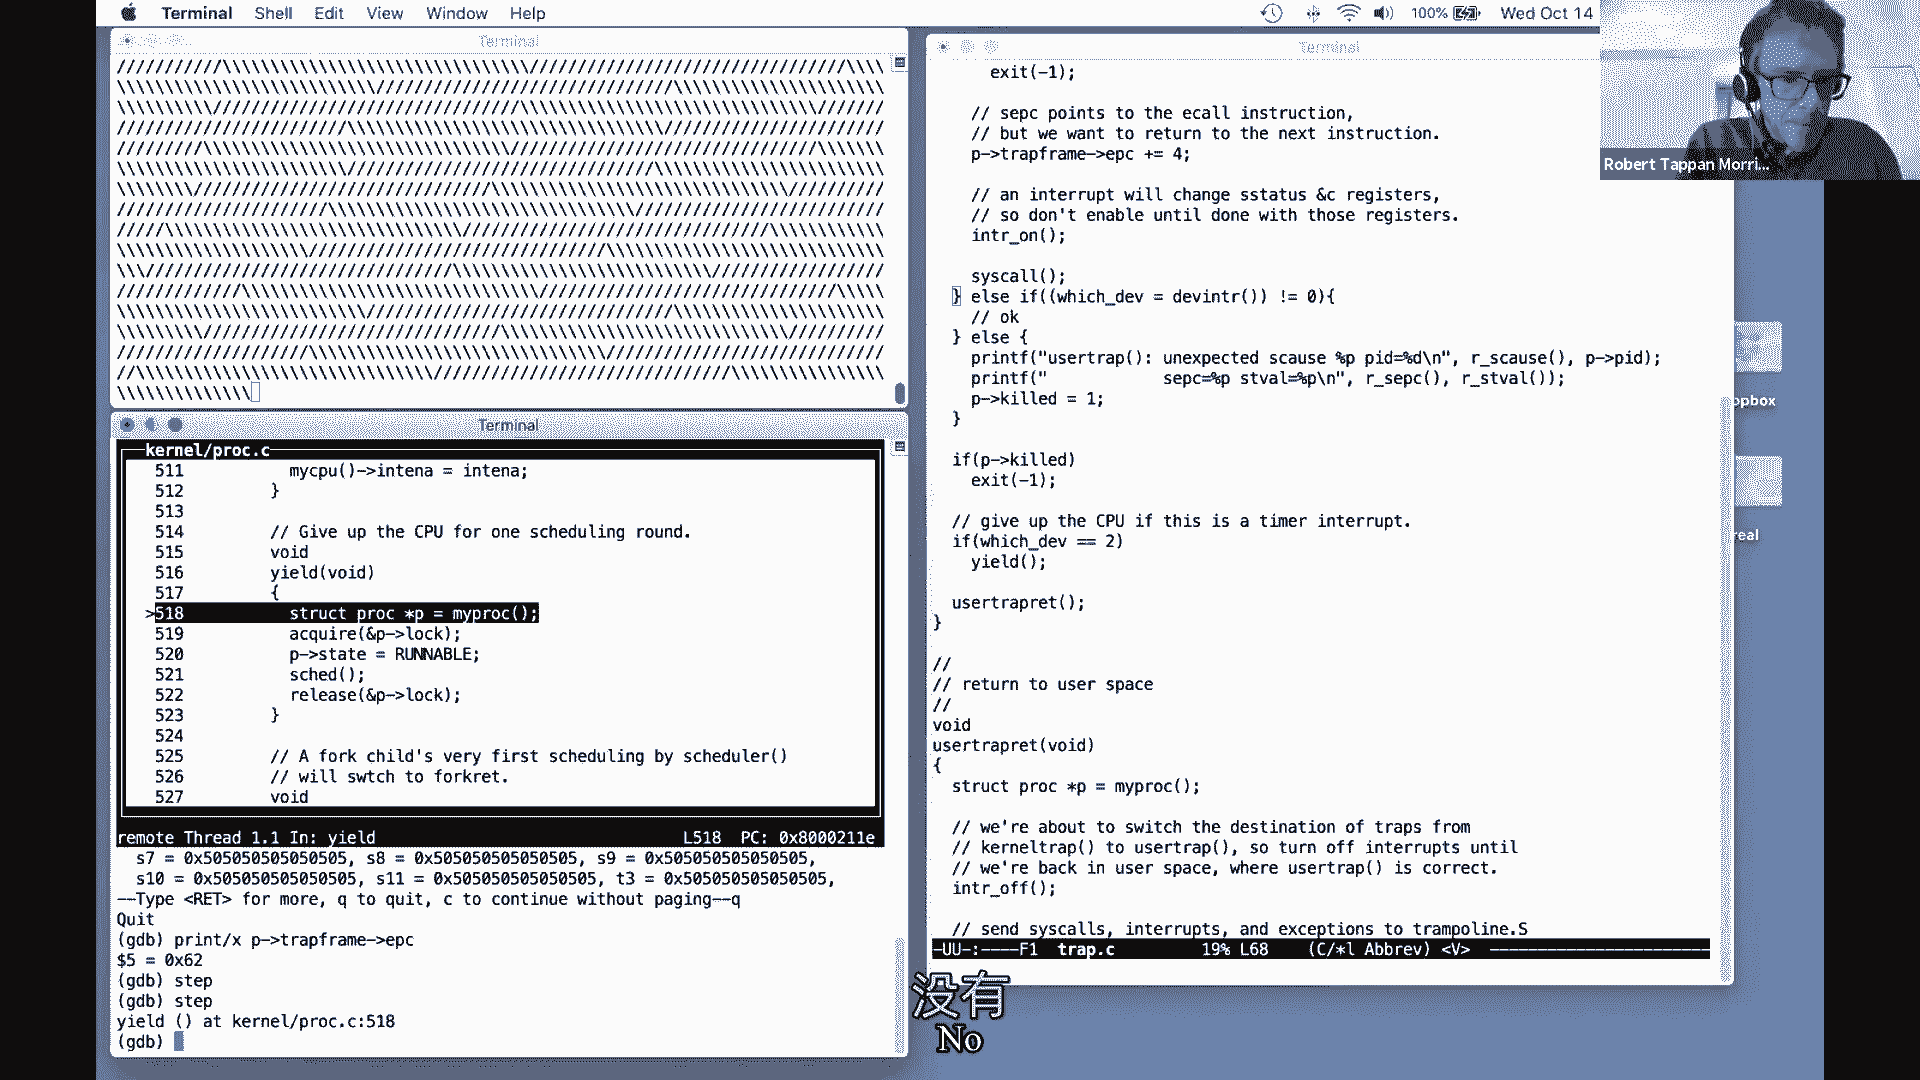 Terminal Shell Edit View Window Help
100% Wed Oct 14
Terminal
Terminal
kernel/proc.c
511 mycpu()->intena = intena;
512 }
513
514 // Give up the CPU for one scheduling round.
515 void
516 yield(void)
517 {
>518 struct proc *p = myproc();
519 acquire(&p->lock);
520 p->state = RUNNABLE;
521 sched();
522 release(&p->lock);
523 }
524
525 // A fork child's very first scheduling by scheduler()
526 // will swtch to forkret.
527 void
remote Thread 1.1 In: yield L518 PC: 0x8000211e
s7 = 0x505050505050505, s8 = 0x505050505050505, s9 = 0x505050505050505,
s10 = 0x505050505050505, s11 = 0x505050505050505, t3 = 0x505050505050505,
--Type <RET> for more, q to quit, c to continue without paging--q
Quit
(gdb) print/x p->trapframe->epc
$5 = 0x62
(gdb) step
(gdb) step
yield () at kernel/proc.c:518
(gdb)
Terminal
exit(-1);
// sepc points to the ecall instruction,
// but we want to return to the next instruction.
p->trapframe->epc += 4;
// an interrupt will change sstatus &c registers,
// so don't enable until done with those registers.
intr_on();
syscall();
} else if((which_dev = devintr()) != 0){
// ok
} else {
printf("usertrap(): unexpected scause %p pid=%d\n", r_scause(), p->pid);
printf("            sepc=%p stval=%p\n", r_sepc(), r_stval());
p->killed = 1;
}
if(p->killed)
exit(-1);
// give up the CPU if this is a timer interrupt.
if(which_dev == 2)
yield();
usertrapret();
}
//
// return to user space
//
void
usertrapret(void)
{
struct proc *p = myproc();
// we're about to switch the destination of traps from
// kerneltrap() to usertrap(), so turn off interrupts until
// we're back in user space, where usertrap() is correct.
intr_off();
// send syscalls, interrupts, and exceptions to trampoline.S
-UU-:----F1 trap.c 19% L68 (C/*l Abbrev) <V> -----------------------
Robert Tappan Morri...
opbox
real
没有
No